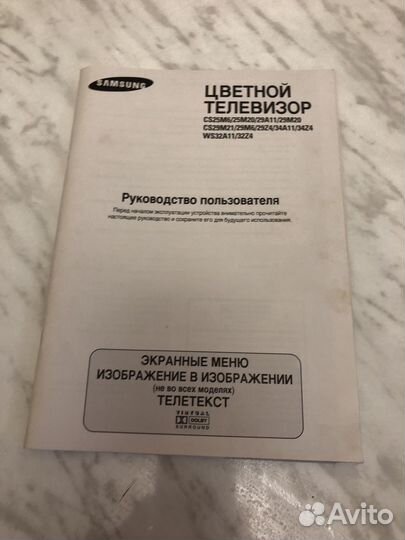 SAMSUNG
ЦВЕТНОЙ
ТЕЛЕВИЗОР
CS25M6/25M20/29A11/29M20
CS29M21/29M6/29Z4/34A11/34Z4
WS32A11/32Z4
Руководство пользователя
Перед началом эксплуатации устройства внимательно прочитайте
настоящее руководство и сохраните его для будущего использования.
ЭКРАННЫЕ МЕНЮ
ИЗОБРАЖЕНИЕ В ИЗОБРАЖЕНИИ
(не во всех моделях)
ТЕЛЕТЕКСТ
VIRTUAL
DOLBY
SURROUND
Avito